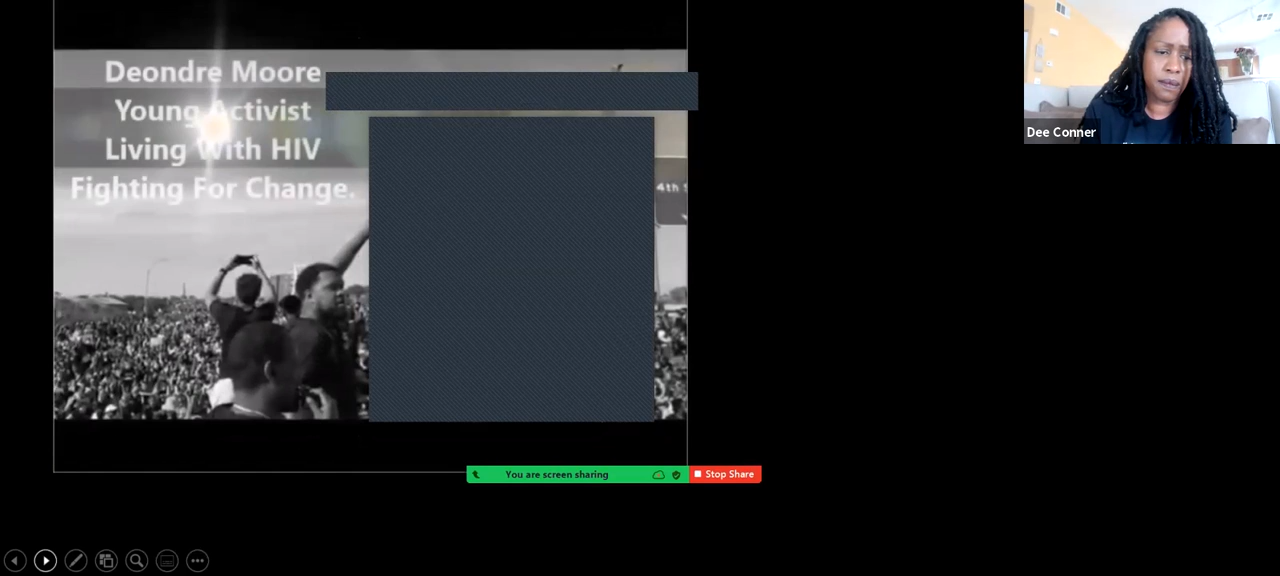 Deondre Moore
Young Activist
Living With HIV
Fighting For Change.
4th
Dee Conner
You are screen sharing
Stop Share